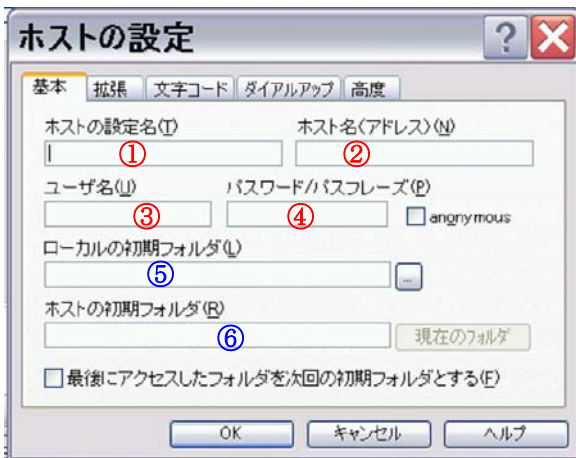 ホストの設定
基本 拡張 文字コード ダイアルアップ 高度
ホストの設定名(T) ホスト名(アドレス)(N)
① ②
ユーザ名(U) パスワード/パスフレーズ(P)
③ ④ anonymous
ローカルの初期フォルダ(L)
⑤ ...
ホストの初期フォルダ(R)
⑥ 現在のフォルダ
最後にアクセスしたフォルダを次回の初期フォルダとする(F)
OK キャンセル ヘルプ